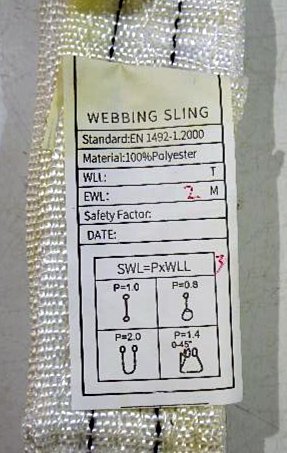 WEBBING SLING
Standard:EN 1492-1.2000
Material:100%Polyester
WLL: T
EWL: 2 M
Safety Factor:
DATE:
SWL=PxWLL 3
P=1.0 P=0.8
P=2.0 P=1.4
0-45°